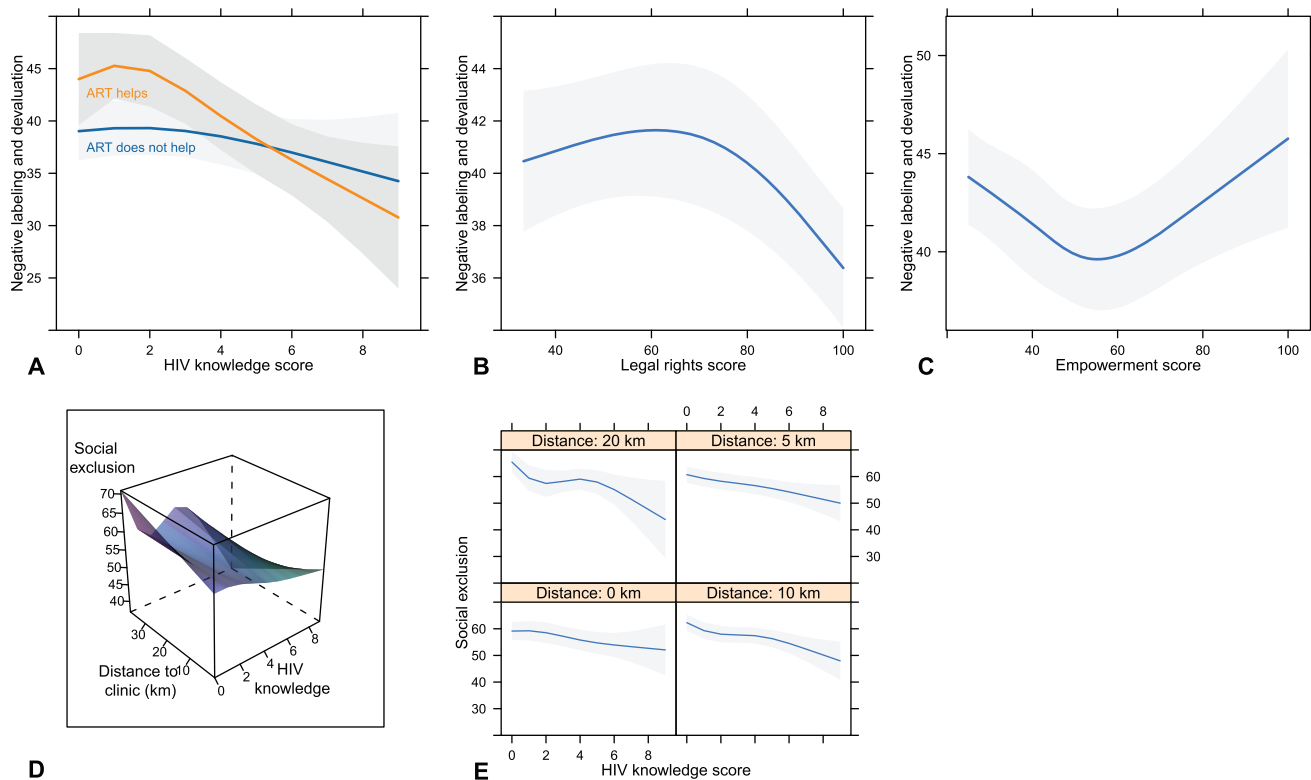 Negative labeling and devaluation
45
40
35
30
25
ART helps
ART does not help
0 2 4 6 8
HIV knowledge score
A
Negative labeling and devaluation
44
42
40
38
36
40 60 80 100
Legal rights score
B
Negative labeling and devaluation
50
45
40
40 60 80 100
Empowerment score
C
Social
exclusion
70
65
60
55
50
45
40
30
20
10
0
2
4
6
8
Distance to
clinic (km)
HIV
knowledge
D
0 2 4 6 8
Distance: 20 km
Distance: 5 km
60
50
40
30
Distance: 0 km
Distance: 10 km
60
50
40
30
Social exclusion
0 2 4 6 8
HIV knowledge score
E